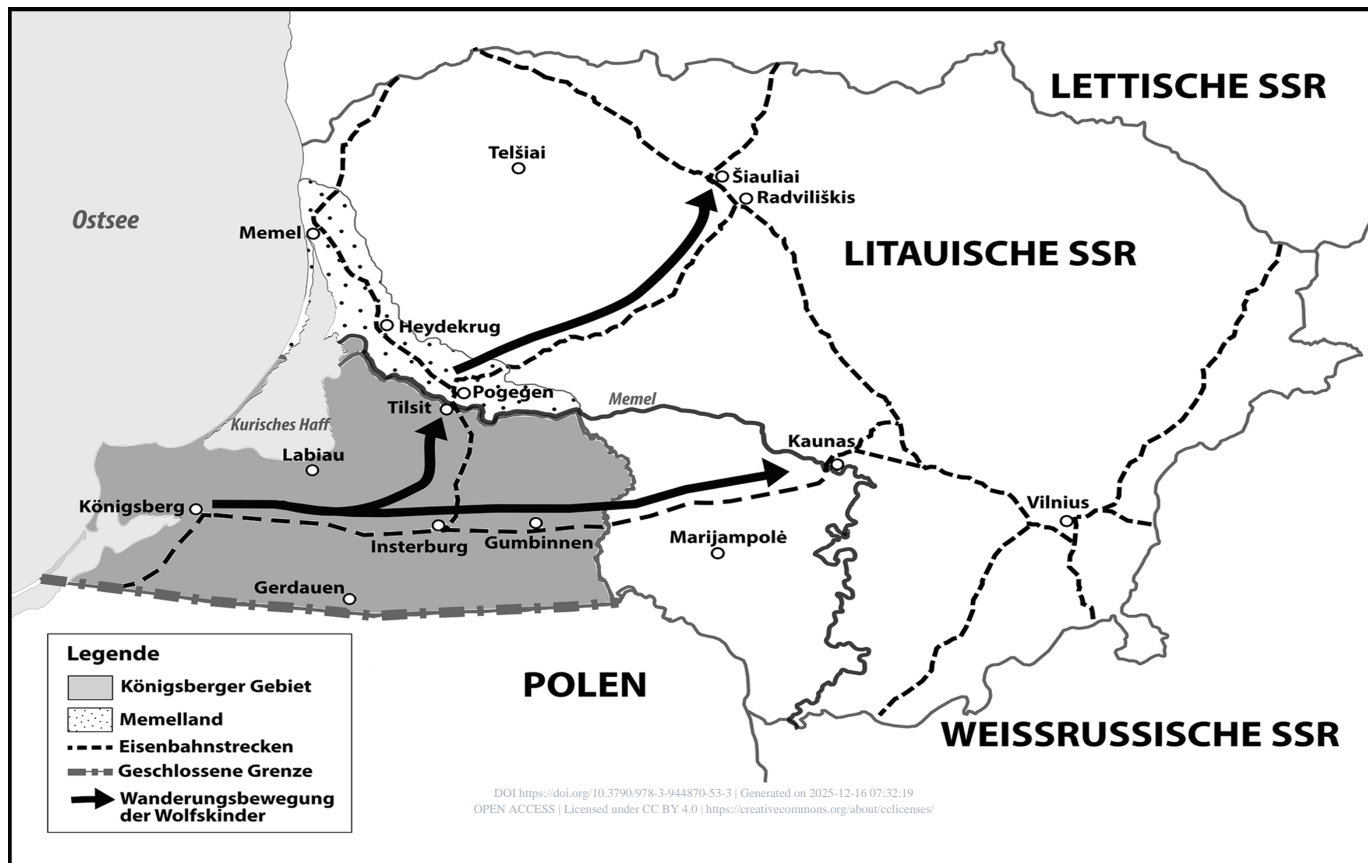 LETTISCHE SSR
Telšiai
Šiauliai
Radviliškis
Ostsee
Memel
LITAUISCHE SSR
Heydekrug
Pogegen
Memel
Tilsit
Kurisches Haff
Labiau
Kaunas
Königsberg
Vilnius
Insterburg
Gumbinnen
Marijampolė
Gerdauen
POLEN
WEISSRUSSISCHE SSR
Legende
Königsberger Gebiet
Memelland
Eisenbahnstrecken
Geschlossene Grenze
Wanderungsbewegung
der Wolfskinder
DOI https://doi.org/10.3790/978-3-944870-53-3 | Generated on 2025-12-16 07:32:19
OPEN ACCESS | Licensed under CC BY 4.0 | https://creativecommons.org/about/cclicenses/